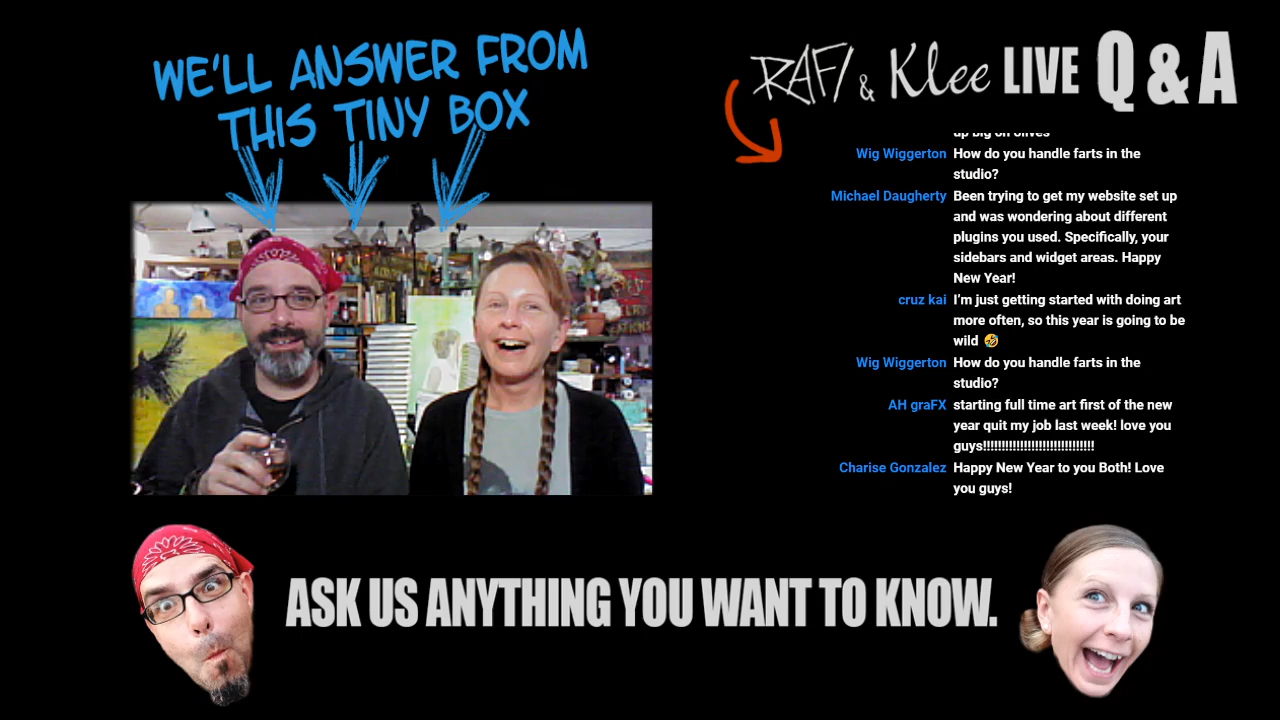 WE'LL ANSWER FROM
THIS TINY BOX
RAFI & Klee LIVE Q & A
up big on olives
Wig Wiggerton How do you handle farts in the
studio?
Michael Daugherty Been trying to get my website set up
and was wondering about different
plugins you used. Specifically, your
sidebars and widget areas. Happy
New Year!
cruz kai I'm just getting started with doing art
more often, so this year is going to be
wild 🤣
Wig Wiggerton How do you handle farts in the
studio?
AH graFX starting full time art first of the new
year quit my job last week! love you
guys!!!!!!!!!!!!!!!!!!!!!!!!!!!!!!
Charise Gonzalez Happy New Year to you Both! Love
you guys!
ASK US ANYTHING YOU WANT TO KNOW.